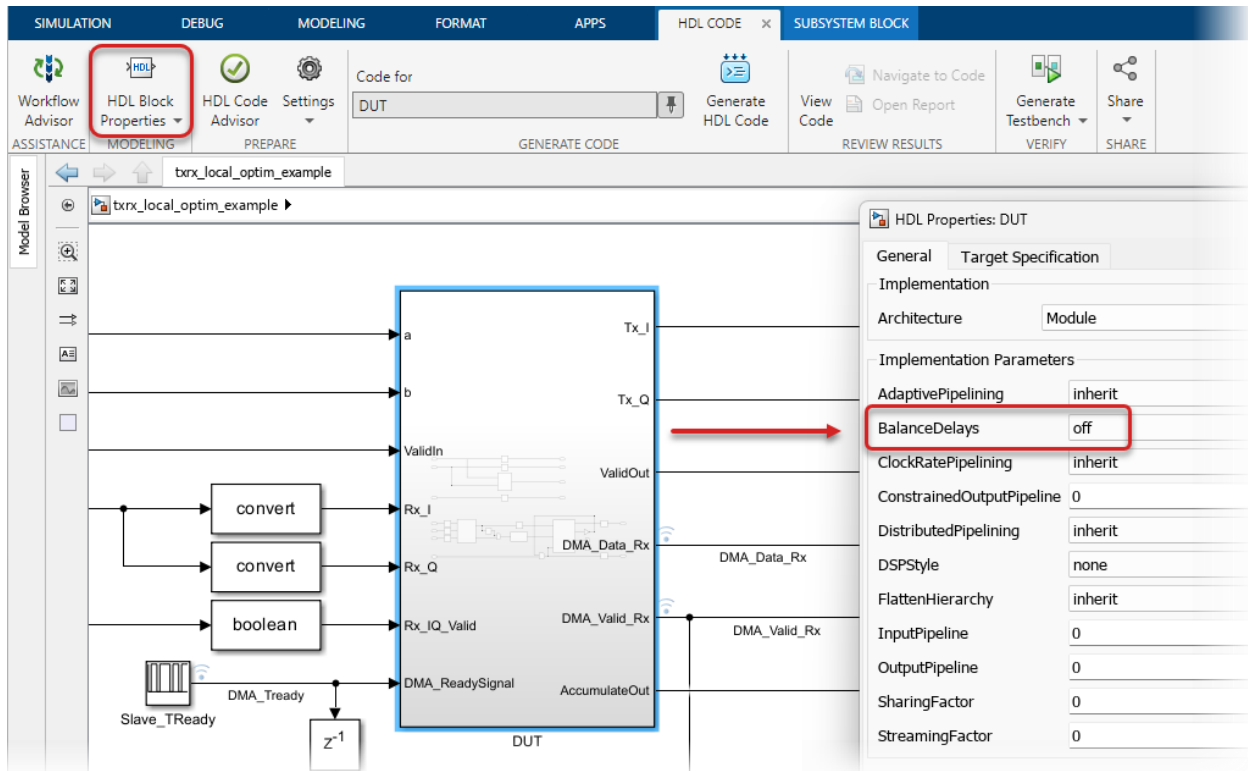 SIMULATION DEBUG MODELING FORMAT APPS HDL CODE × SUBSYSTEM BLOCK
HDL
Code for
Navigate to Code
Workflow Advisor
HDL Block Properties
HDL Code Advisor
Settings
DUT
Generate HDL Code
View Code
Open Report
Generate Testbench
Share
ASSISTANCE MODELING PREPARE GENERATE CODE REVIEW RESULTS VERIFY SHARE
Model Browser
txrx_local_optim_example
txrx_local_optim_example
a
b
ValidIn
Rx_I
Rx_Q
Rx_IQ_Valid
DMA_ReadySignal
Tx_I
Tx_Q
ValidOut
DMA_Data_Rx
DMA_Valid_Rx
AccumulateOut
DUT
convert
convert
boolean
Slave_TReady
DMA_Tready
z-1
DMA_Data_Rx
DMA_Valid_Rx
HDL Properties: DUT
General Target Specification
Implementation
Architecture Module
Implementation Parameters
AdaptivePipelining inherit
BalanceDelays off
ClockRatePipelining inherit
ConstrainedOutputPipeline 0
DistributedPipelining inherit
DSPStyle none
FlattenHierarchy inherit
InputPipeline 0
OutputPipeline 0
SharingFactor 0
StreamingFactor 0